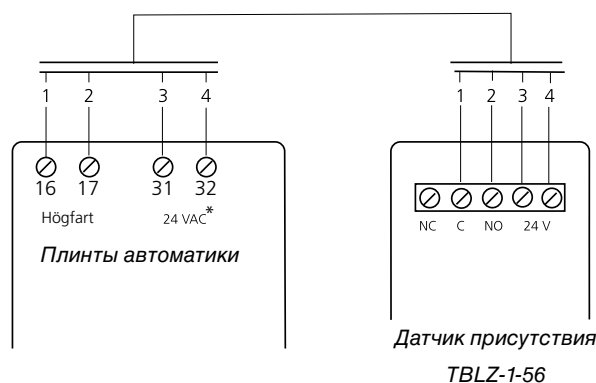 1 2 3 4
1 2 3 4
16 17 31 32
Högfart 24 VAC*
Плинты автоматики
NC C NO 24 V
Датчик присутствия
TBLZ-1-56